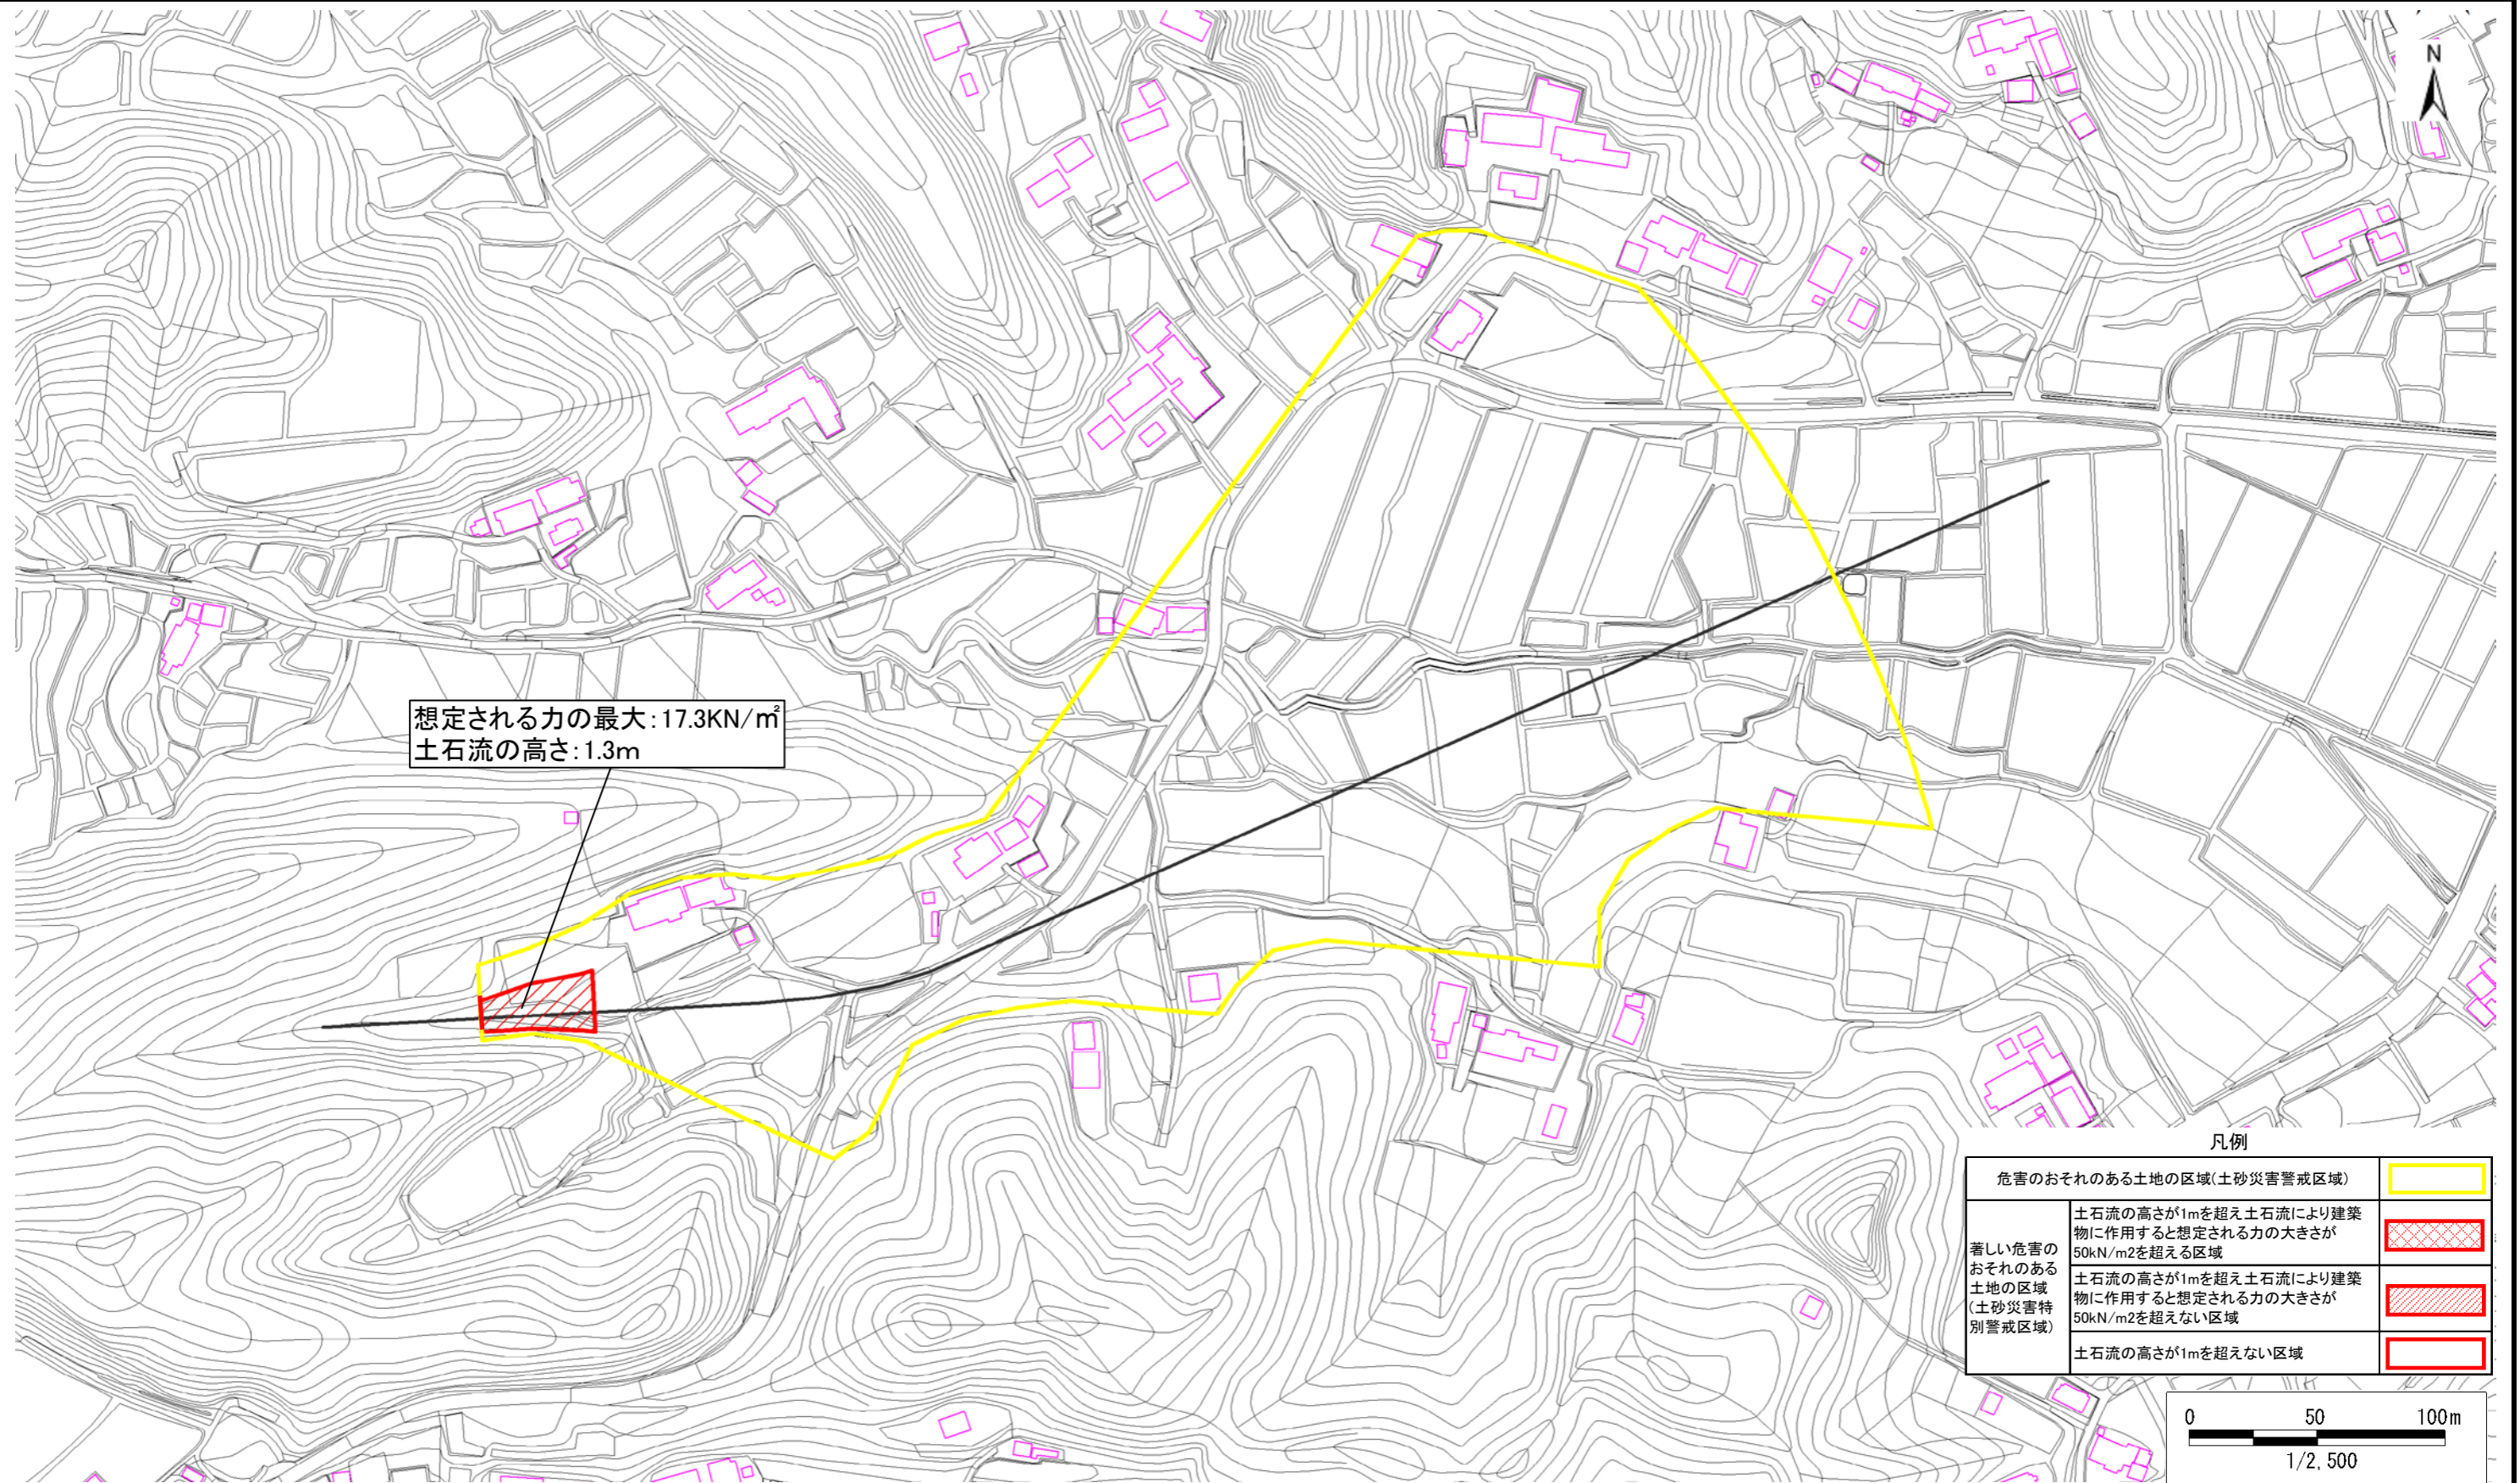 N
想定される力の最大:17.3KN/㎡
土石流の高さ:1.3m
凡例
危害のおそれのある土地の区域(土砂災害警戒区域)
著しい危害の
おそれのある
土地の区域
(土砂災害特
別警戒区域)
土石流の高さが1mを超え土石流により建築
物に作用すると想定される力の大きさが
50kN/m2を超える区域
土石流の高さが1mを超え土石流により建築
物に作用すると想定される力の大きさが
50kN/m2を超えない区域
土石流の高さが1mを超えない区域
0 50 100m
1/2,500